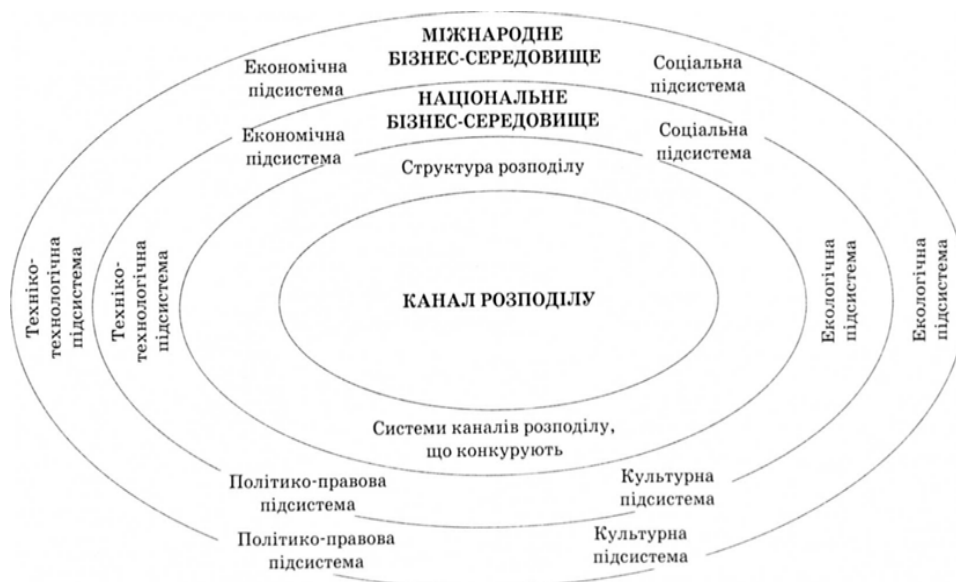 МІЖНАРОДНЕ
БІЗНЕС-СЕРЕДОВИЩЕ
Економічна
підсистема
Соціальна
підсистема
НАЦІОНАЛЬНЕ
БІЗНЕС-СЕРЕДОВИЩЕ
Економічна
підсистема
Соціальна
підсистема
Структура розподілу
Техніко-
технологічна
підсистема
Техніко-
технологічна
підсистема
КАНАЛ РОЗПОДІЛУ
Екологічна
підсистема
Екологічна
підсистема
Системи каналів розподілу,
що конкурують
Політико-правова
підсистема
Культурна
підсистема
Політико-правова
підсистема
Культурна
підсистема